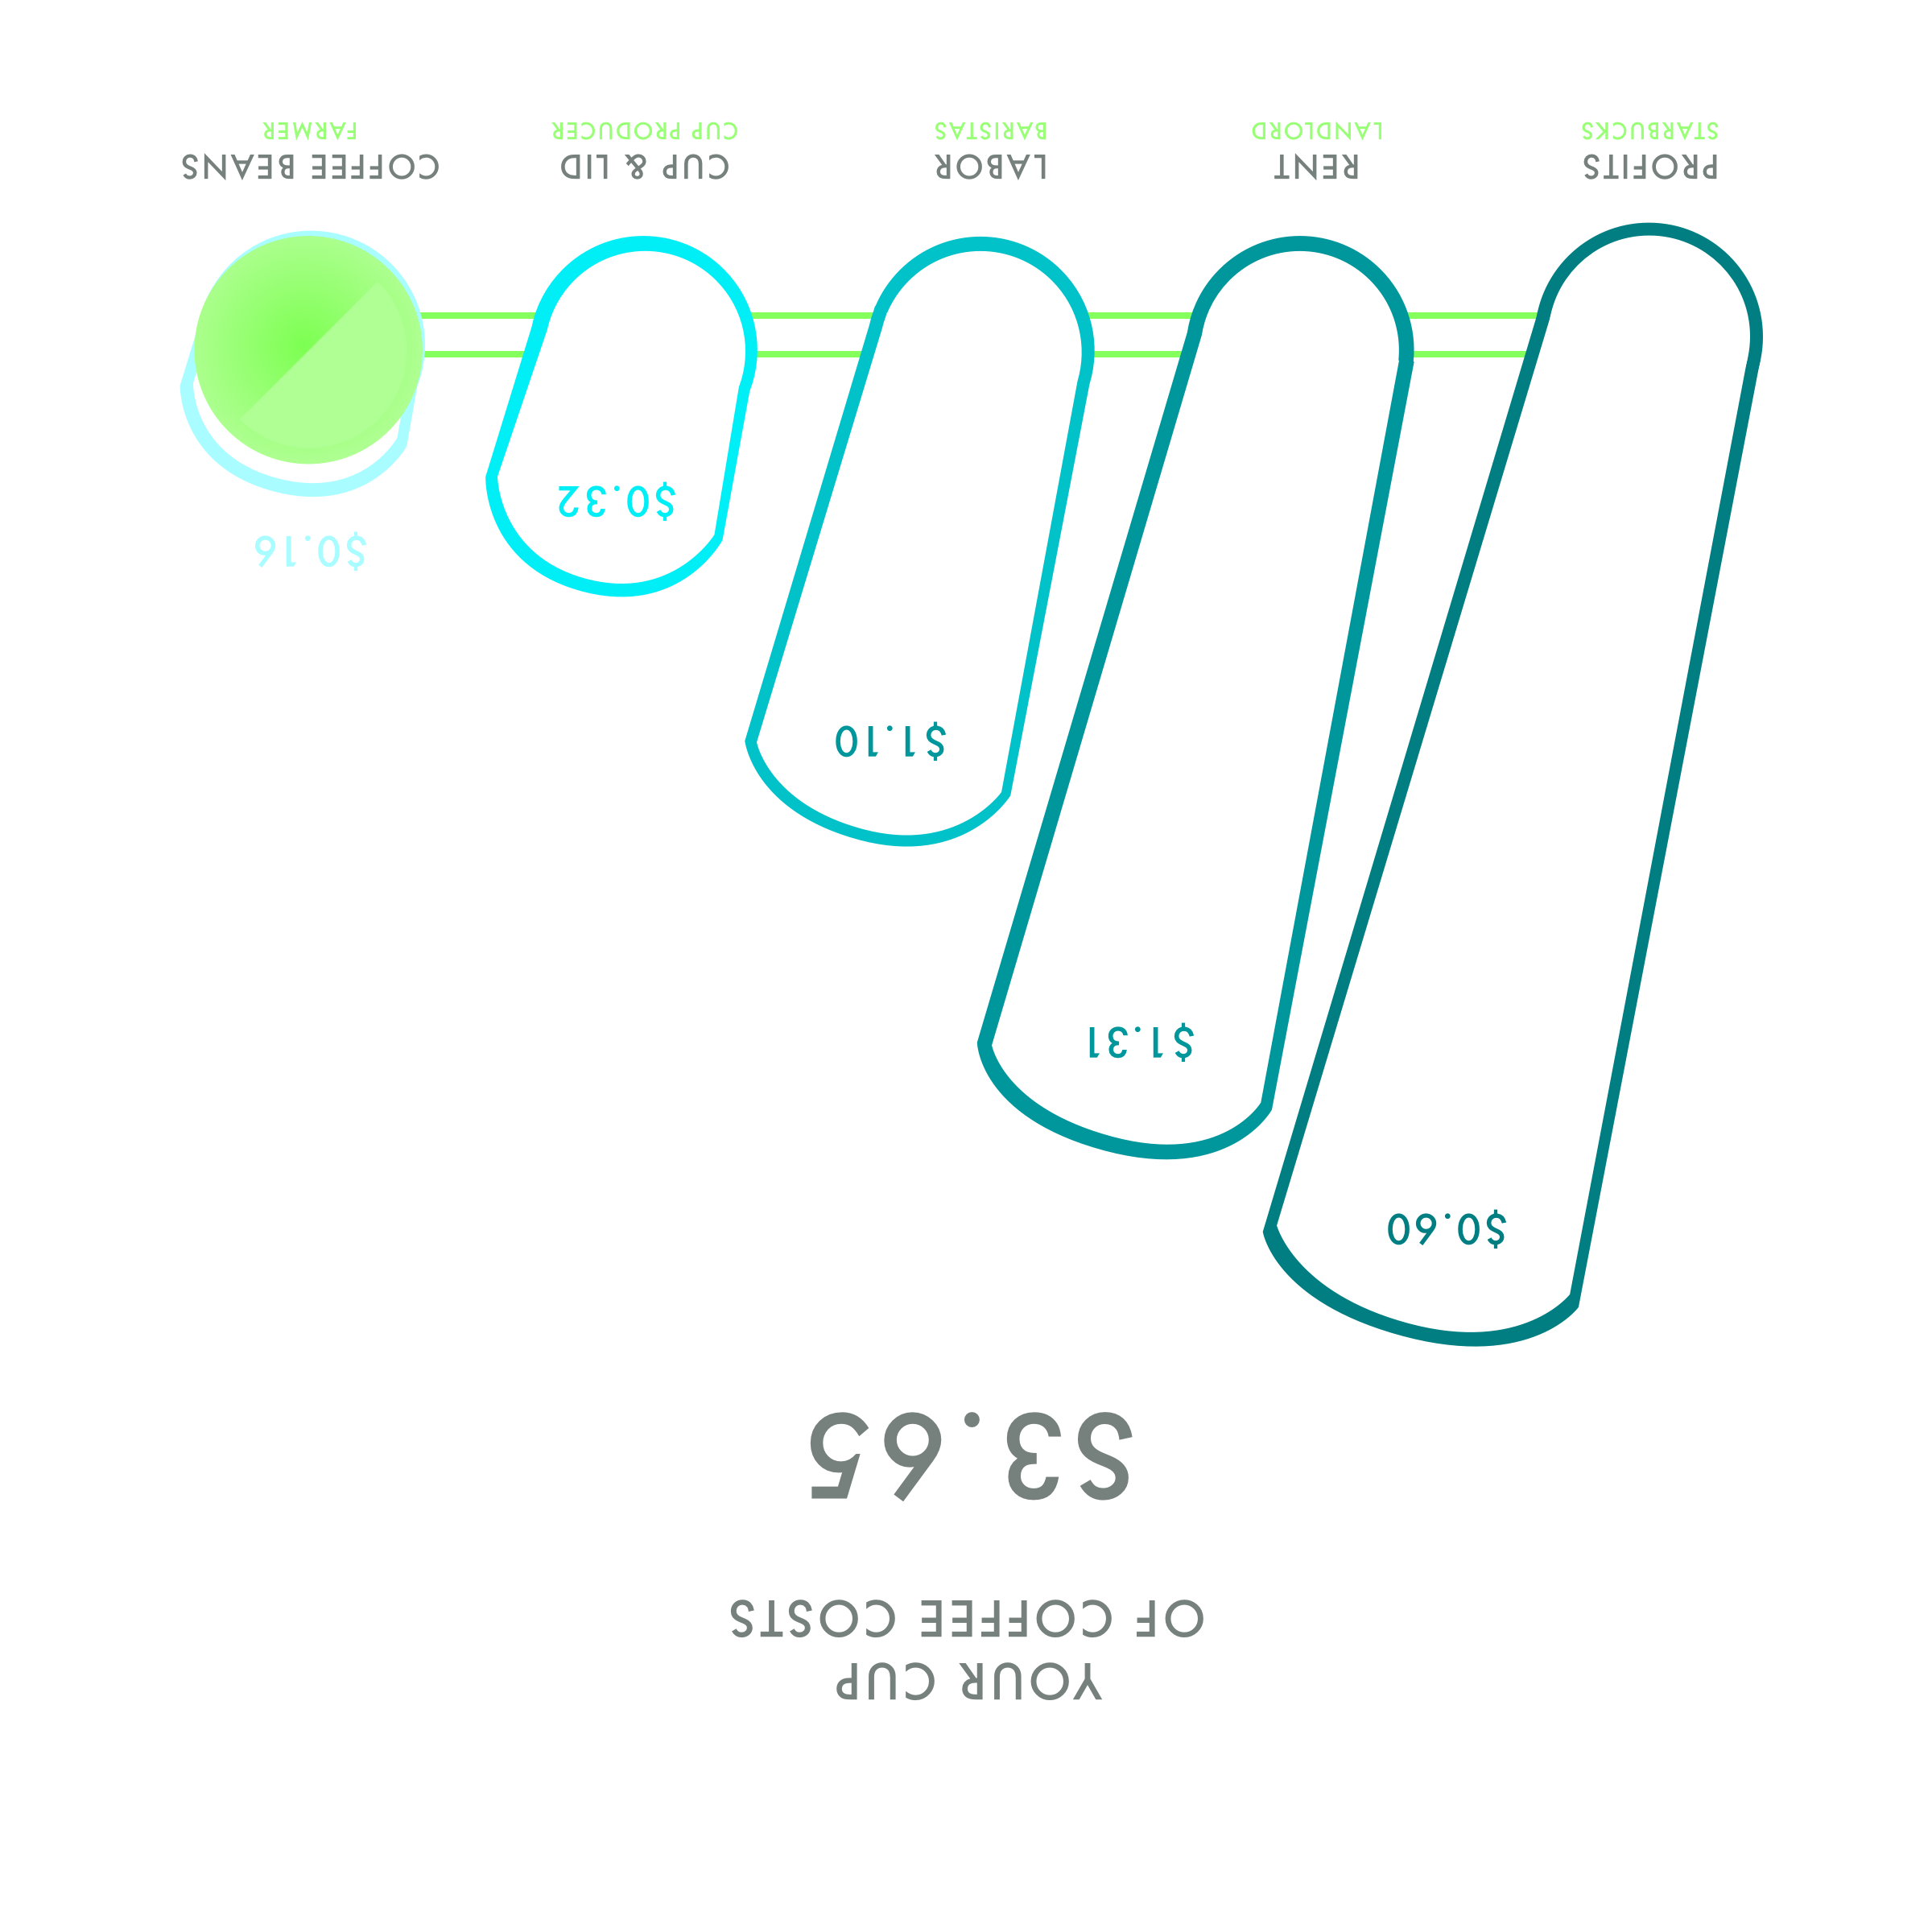 YOUR CUP
OF COFFEE COSTS
S3.65
$0.60
$1.31
$1.10
$0.16
$0.32
PROFITS
STARBUCKS
RENT
LANDLORD
LABOR
BARISTAS
CUP & LID
CUP PRODUCER
COFFEE BEANS
FARMER